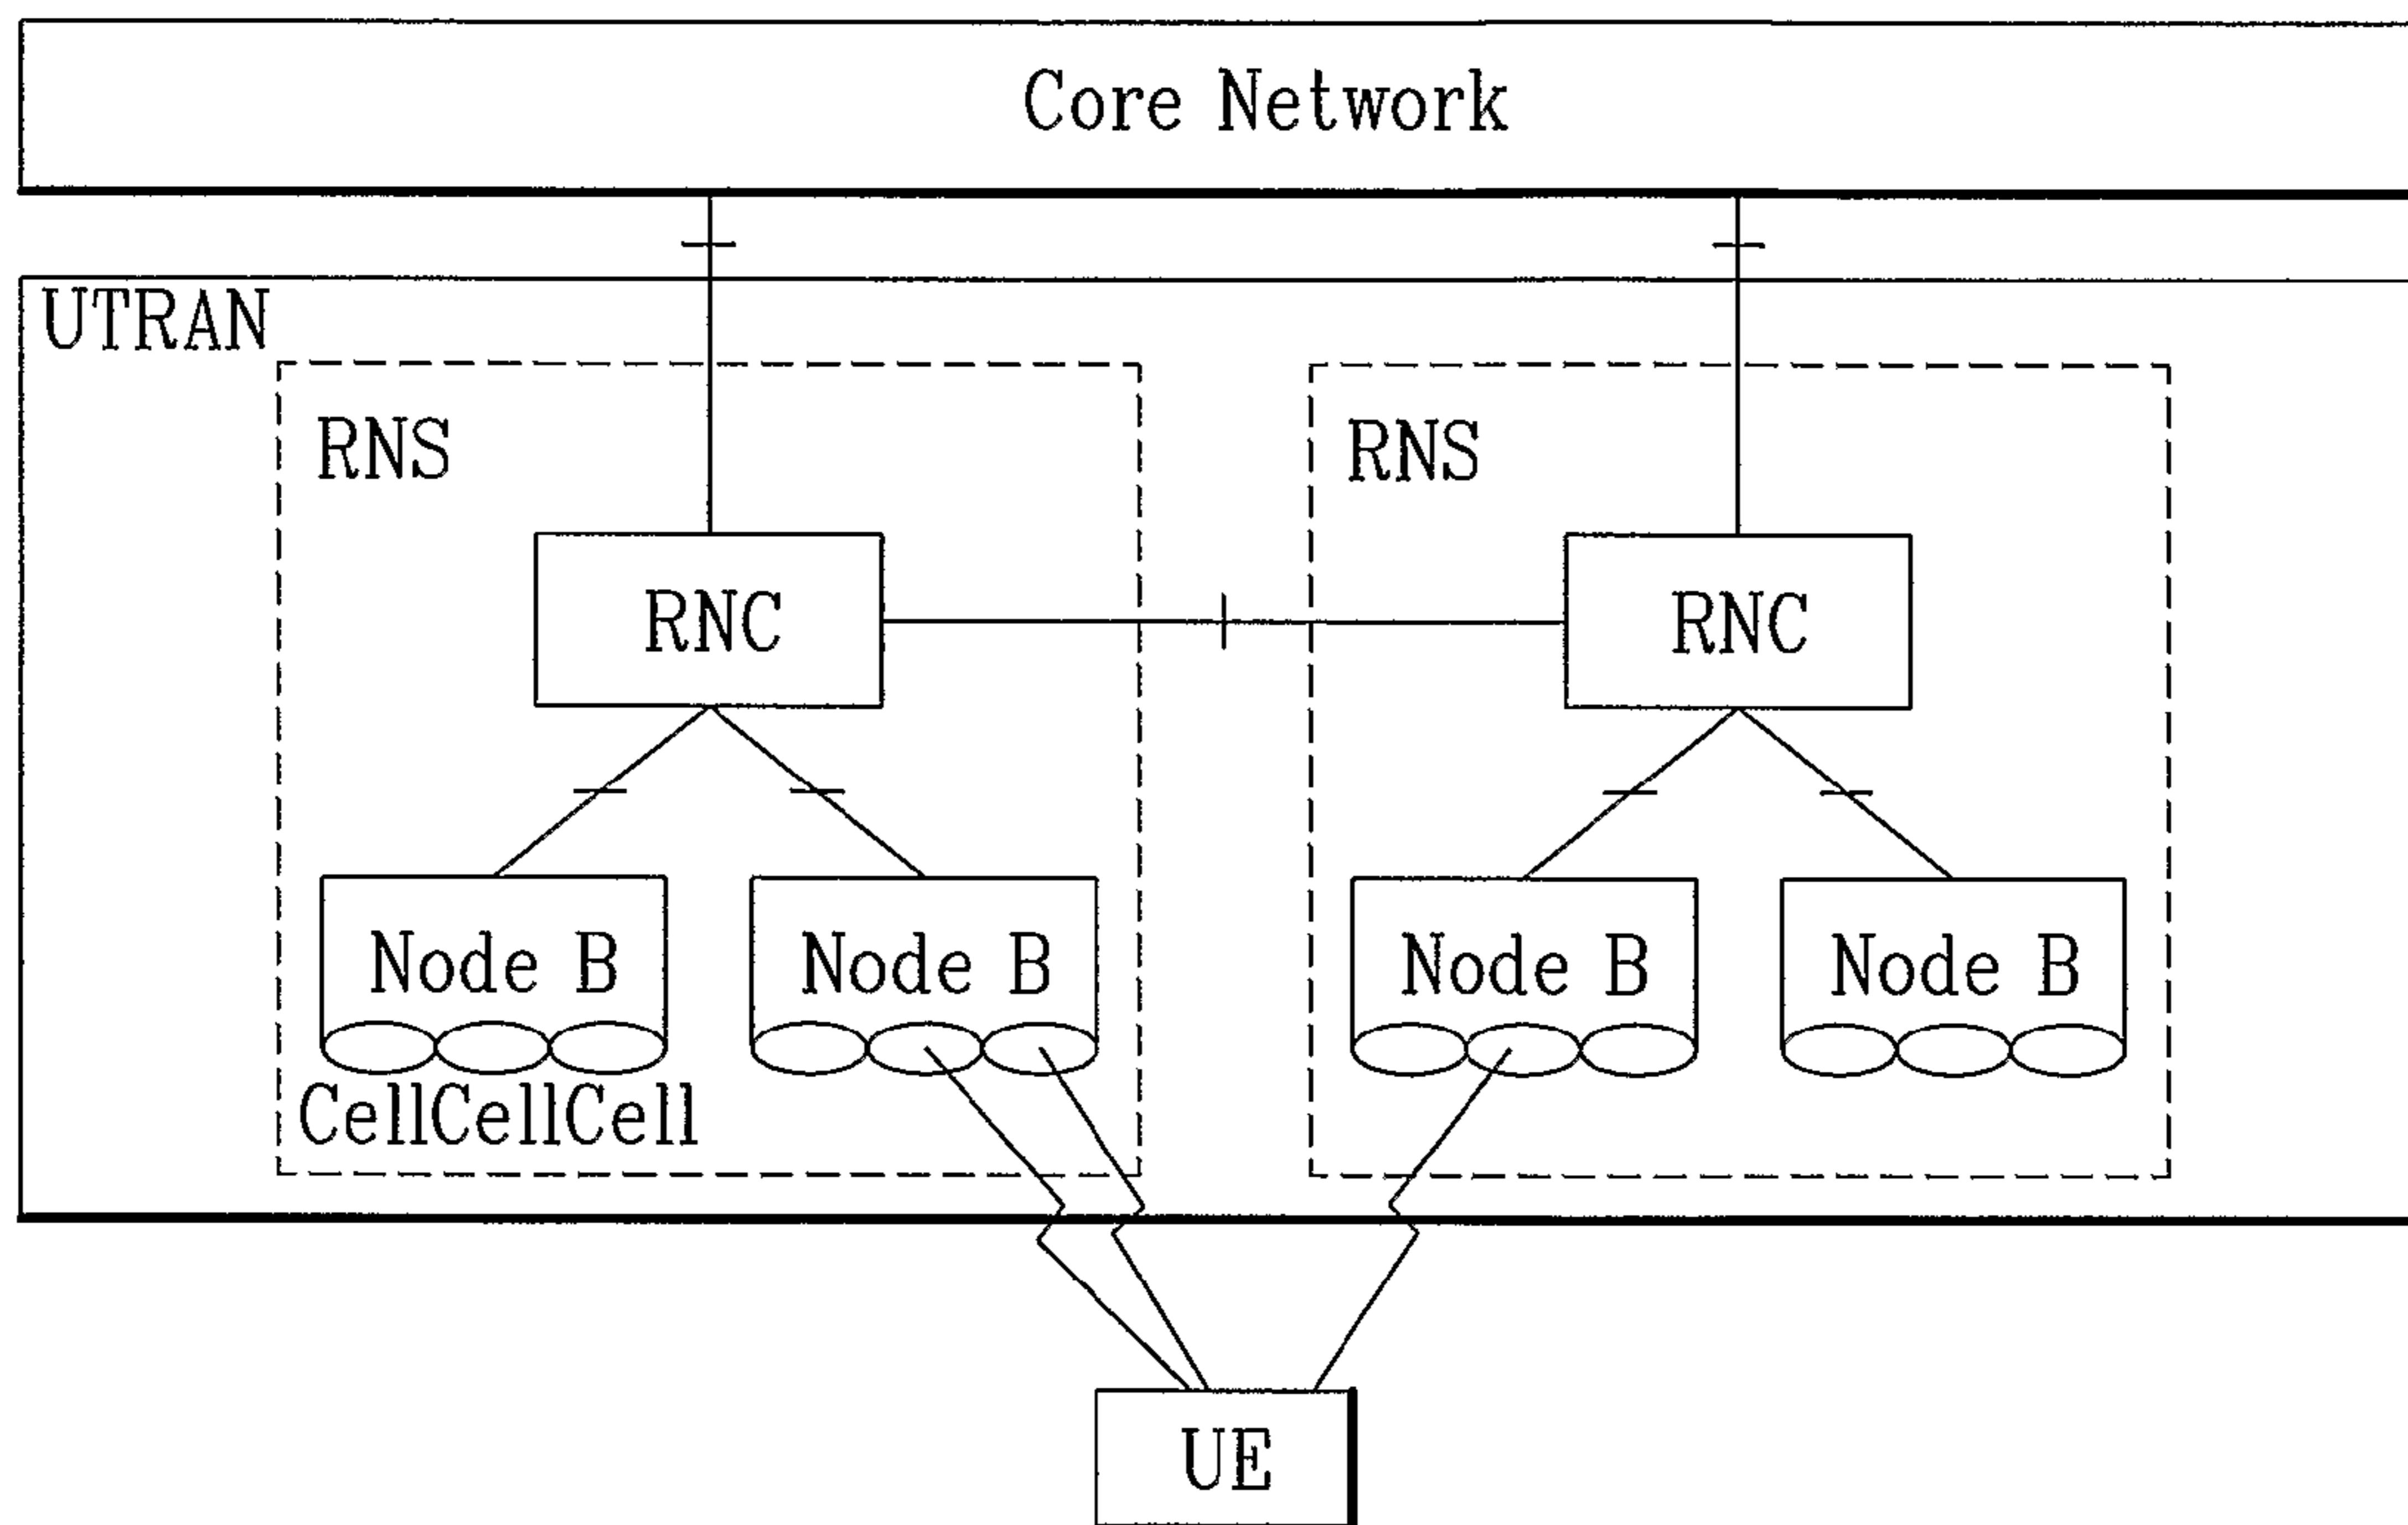 Core Network
UTRAN
RNS RNS
RNC RNC
Node B Node B Node B Node B
CellCellCell
UE